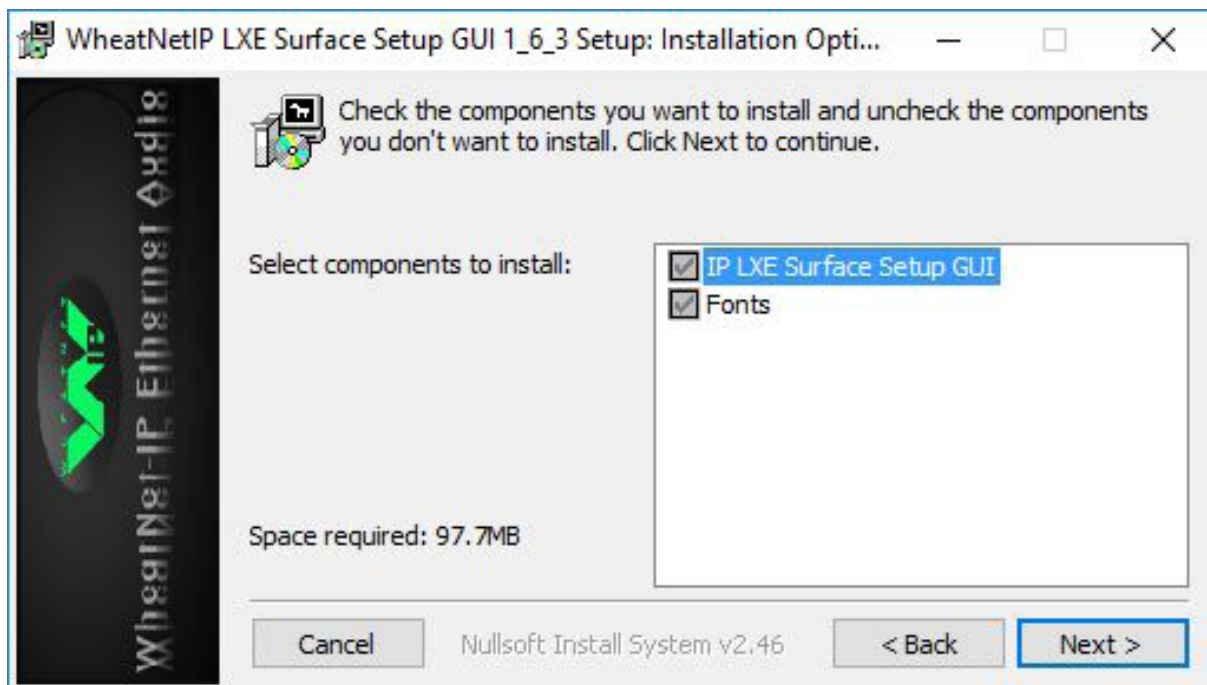 WheatNetIP LXE Surface Setup GUI 1_6_3 Setup: Installation Opti...
Check the components you want to install and uncheck the components
you don't want to install. Click Next to continue.
WheatNet-IP Ethernet Audio
Select components to install:
IP LXE Surface Setup GUI
Fonts
Space required: 97.7MB
Cancel
Nullsoft Install System v2.46
< Back
Next >